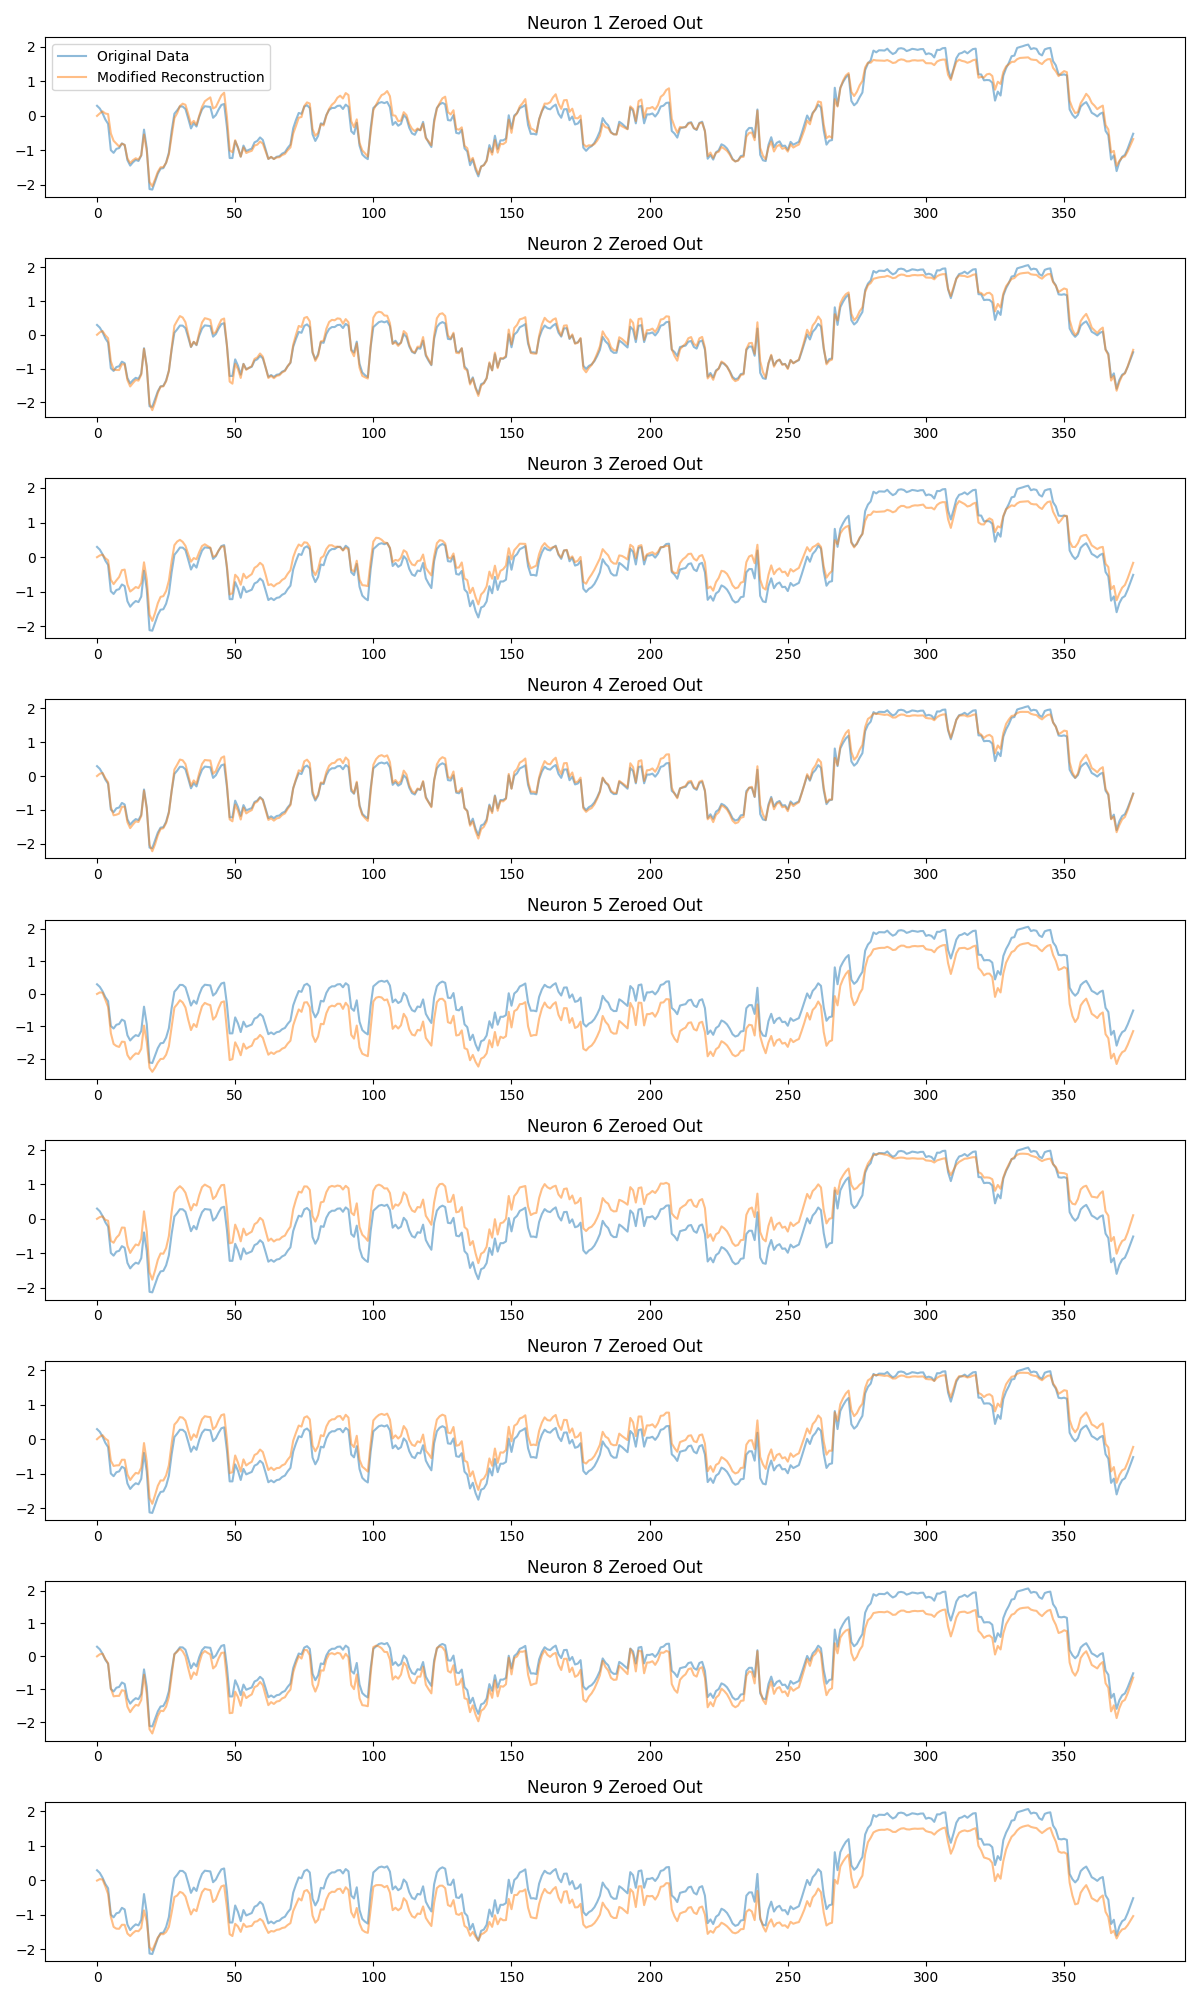 Neuron 1 Zeroed Out
Original Data
Modified Reconstruction
2
1
0
−1
−2
0 50 100 150 200 250 300 350
Neuron 2 Zeroed Out
2
1
0
−1
−2
0 50 100 150 200 250 300 350
Neuron 3 Zeroed Out
2
1
0
−1
−2
0 50 100 150 200 250 300 350
Neuron 4 Zeroed Out
2
1
0
−1
−2
0 50 100 150 200 250 300 350
Neuron 5 Zeroed Out
2
1
0
−1
−2
0 50 100 150 200 250 300 350
Neuron 6 Zeroed Out
2
1
0
−1
−2
0 50 100 150 200 250 300 350
Neuron 7 Zeroed Out
2
1
0
−1
−2
0 50 100 150 200 250 300 350
Neuron 8 Zeroed Out
2
1
0
−1
−2
0 50 100 150 200 250 300 350
Neuron 9 Zeroed Out
2
1
0
−1
−2
0 50 100 150 200 250 300 350